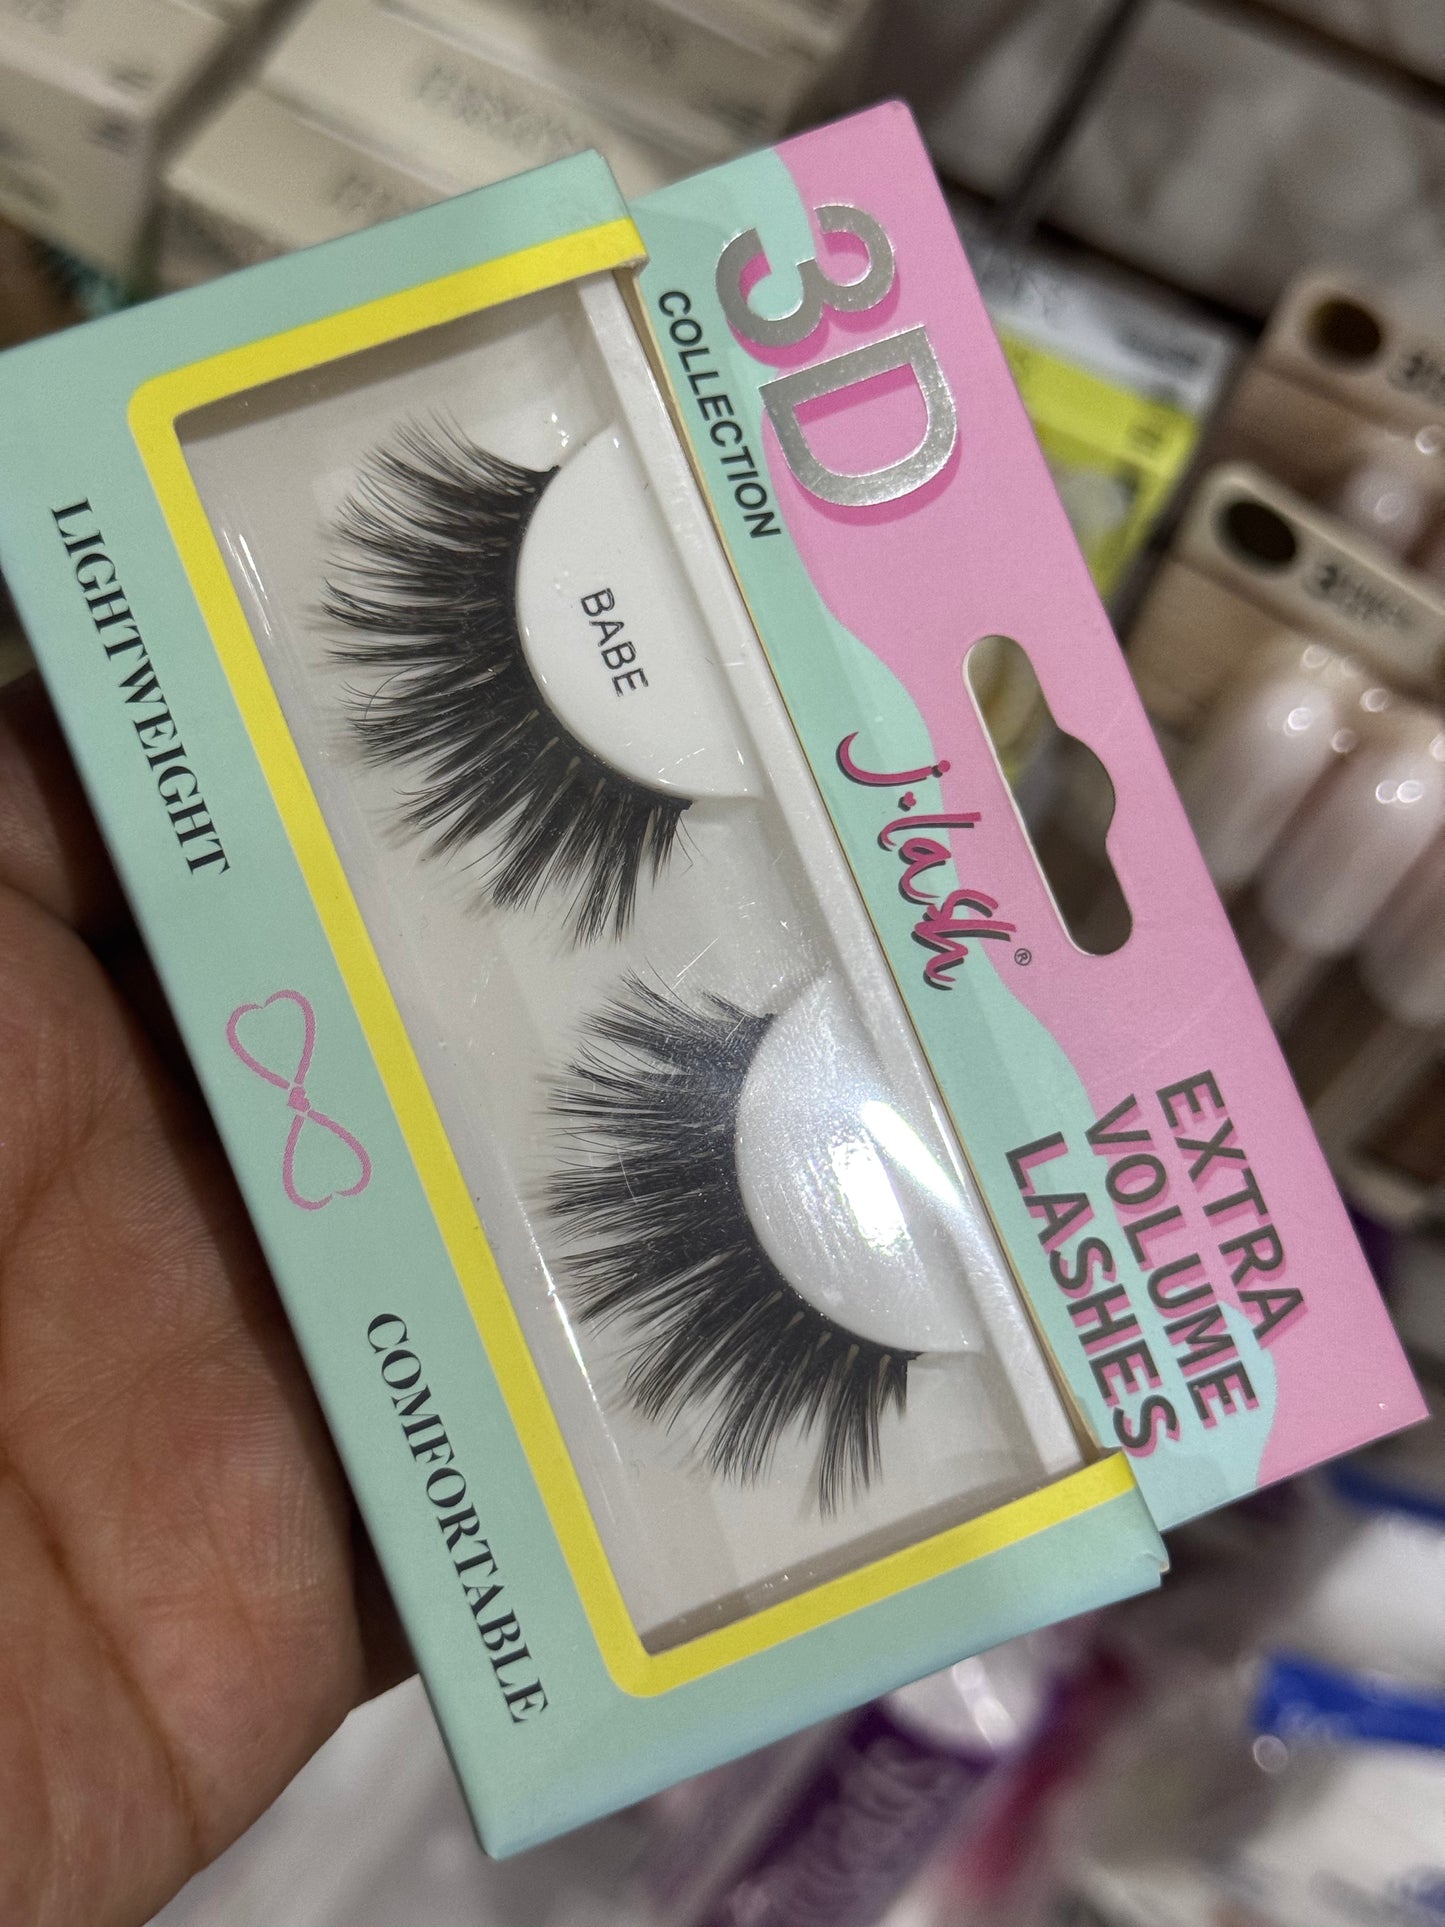 3D
COLLECTION
j.lash®
EXTRA
VOLUME
LASHES
BABE
LIGHTWEIGHT
COMFORTABLE